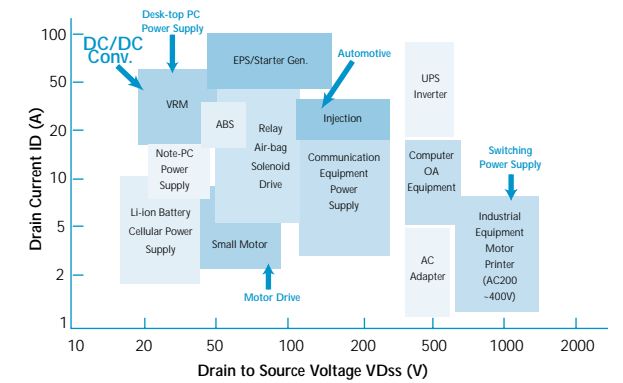 Desk-top PC
Power Supply
DC/DC
Conv.
Automotive
EPS/Starter Gen.
VRM
ABS
Relay
Air-bag
Solenoid
Drive
Injection
UPS
Inverter
Note-PC
Power
Supply
Communication
Equipment
Power
Supply
Computer
OA
Equipment
Switching
Power Supply
Li-ion Battery
Cellular Power
Supply
Small Motor
Industrial
Equipment
Motor
Printer
(AC200
~400V)
AC
Adapter
Motor Drive
Drain Current ID (A)
100
50
20
10
5
2
1
10
20
50
100
200
500
1000
2000
Drain to Source Voltage VDss (V)